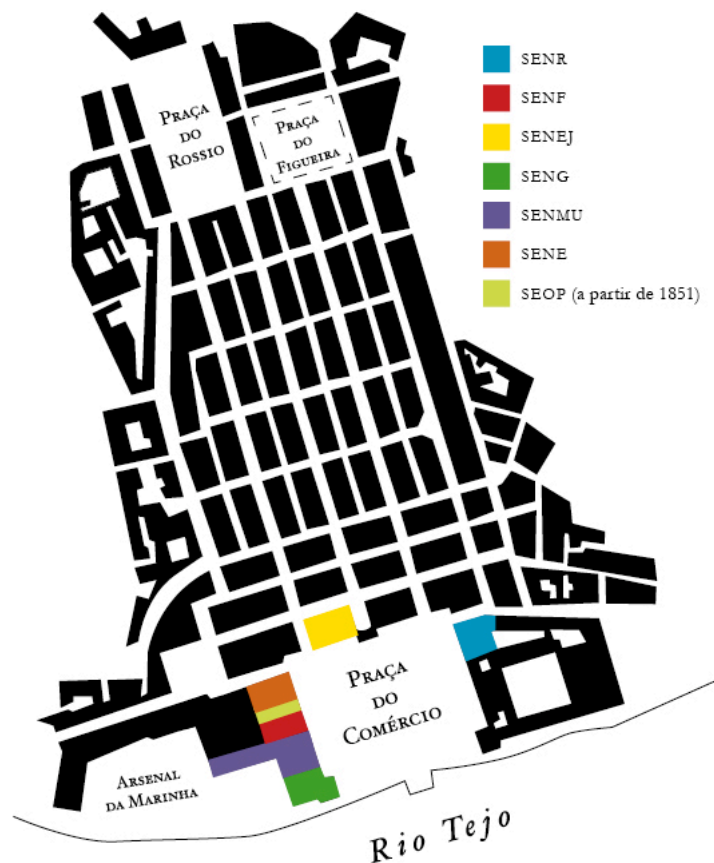 PRAÇA
DO
ROSSIO
PRAÇA
DO
FIGUEIRA
SENR
SENF
SENEJ
SENG
SENMU
SENE
SEOP (a partir de 1851)
PRAÇA
DO
COMÉRCIO
ARSENAL
DA MARINHA
Rio Tejo